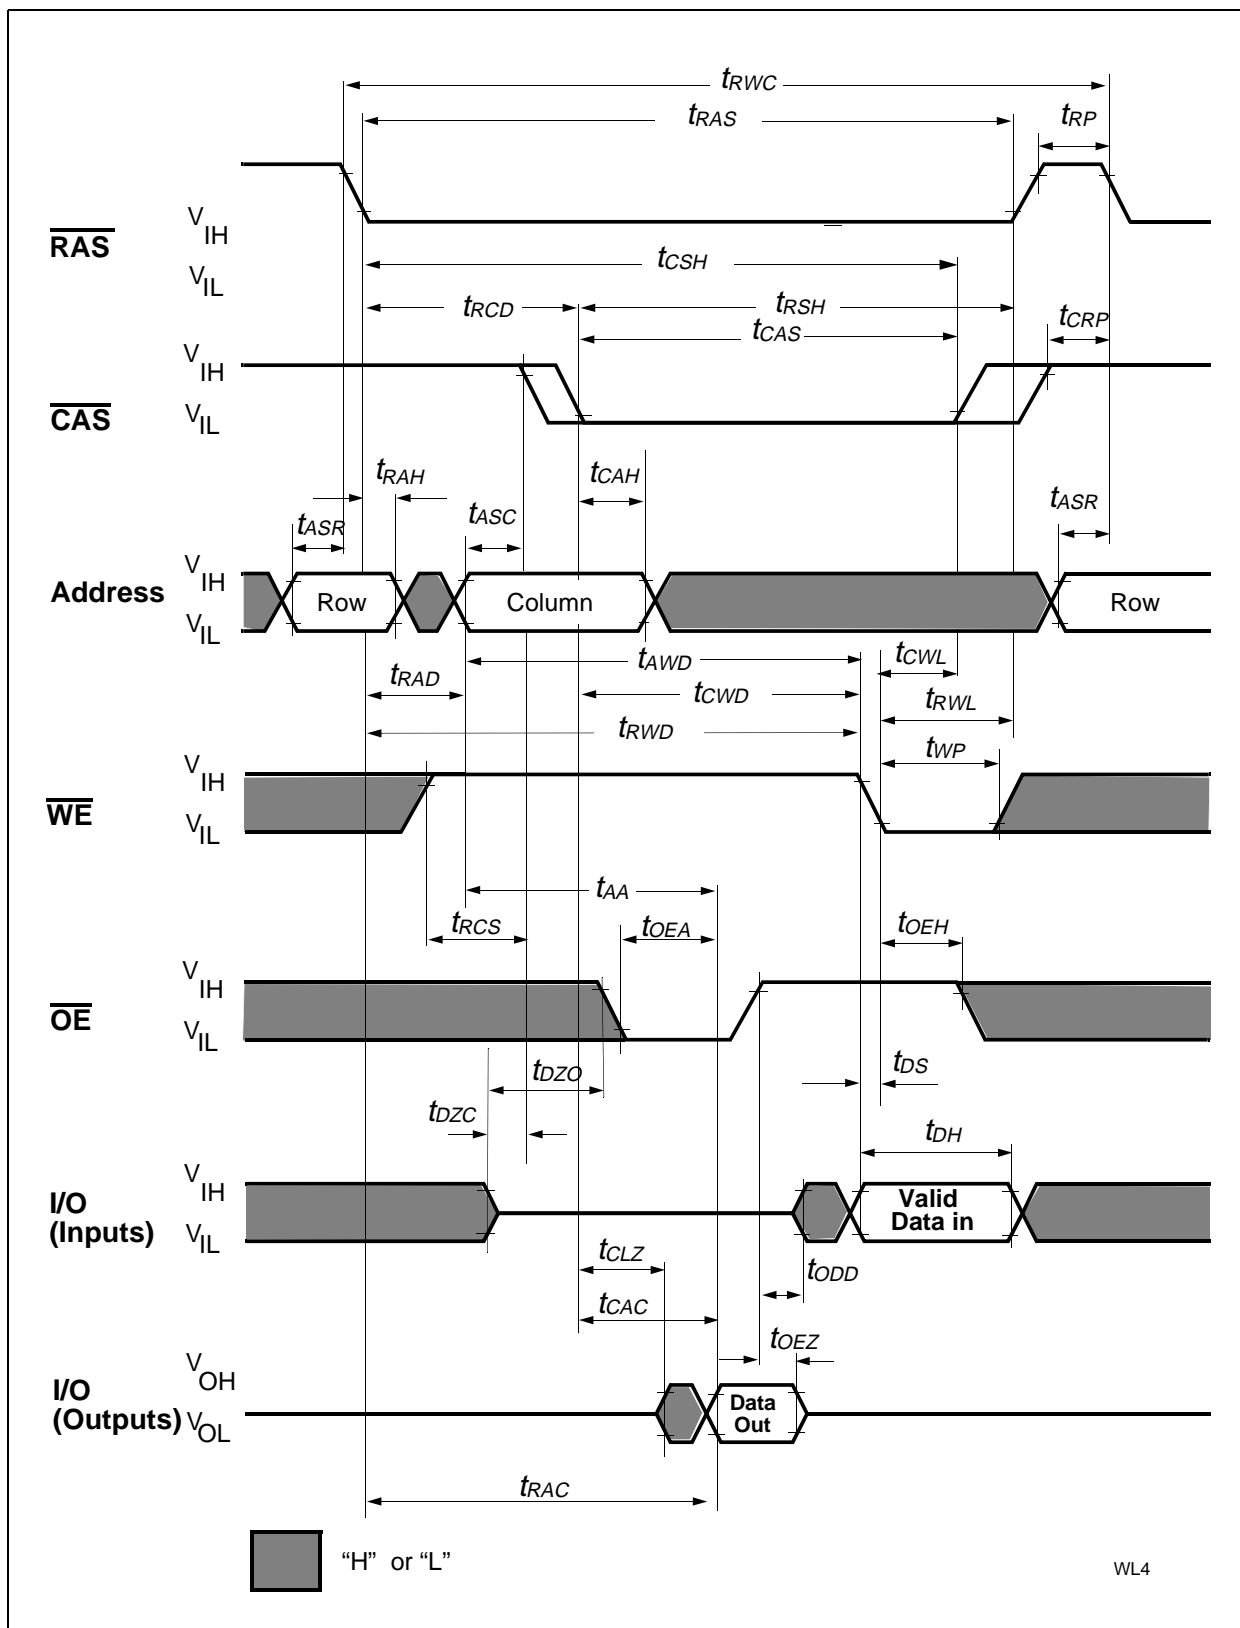 tRWC
tRAS
tRP
VIH
RAS
VIL
tCSH
tRCD
tRSH
tCRP
tCAS
VIH
CAS
VIL
tRAH
tCAH
tASR
tASC
tASR
VIH
Address
Row
Column
Row
VIL
tAWD
tCWL
tRAD
tCWD
tRWL
tRWD
tWP
VIH
WE
VIL
tAA
tRCS
tOEA
tOEH
VIH
OE
VIL
tDZO
tDS
tDZC
tDH
VIH
I/O
(Inputs)
VIL
Valid
Data in
tCLZ
tODD
tCAC
tOEZ
VOH
I/O
(Outputs)
VOL
Data
Out
tRAC
“H” or “L”
WL4